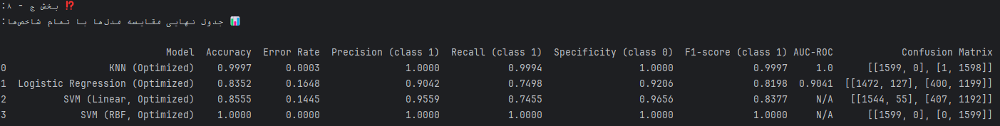 ⁉️ بخش ج - ۸:
📊 جدول نهایی مقایسه مدل‌ها با تمام شاخص‌ها:
Model Accuracy Error Rate Precision (class 1) Recall (class 1) Specificity (class 0) F1-score (class 1) AUC-ROC Confusion Matrix
0 KNN (Optimized) 0.9997 0.0003 1.0000 0.9994 1.0000 0.9997 1.0 [[1599, 0], [1, 1598]]
1 Logistic Regression (Optimized) 0.8352 0.1648 0.9042 0.7498 0.9206 0.8198 0.9041 [[1472, 127], [400, 1199]]
2 SVM (Linear, Optimized) 0.8555 0.1445 0.9559 0.7455 0.9656 0.8377 N/A [[1544, 55], [407, 1192]]
3 SVM (RBF, Optimized) 1.0000 0.0000 1.0000 1.0000 1.0000 1.0000 N/A [[1599, 0], [0, 1599]]